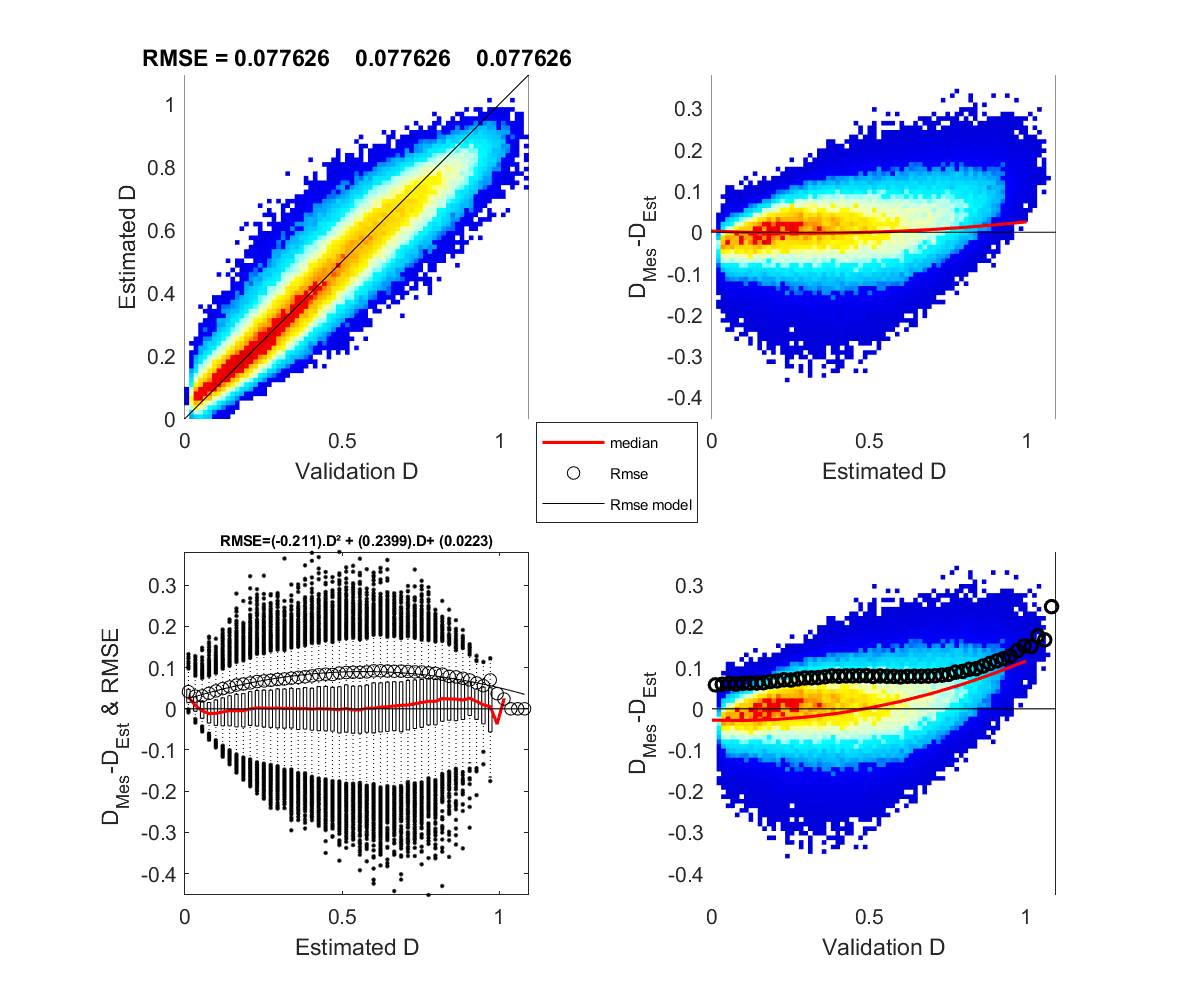 RMSE = 0.077626 0.077626 0.077626
1
0.8
0.6
0.4
0.2
0
Estimated D
0 0.5 1
Validation D
0.3
0.2
0.1
0
-0.1
-0.2
-0.3
-0.4
D_Mes-D_Est
0 0.5 1
Estimated D
median
Rmse
Rmse model
RMSE=(-0.211).D² + (0.2399).D+ (0.0223)
0.3
0.2
0.1
0
-0.1
-0.2
-0.3
-0.4
D_Mes-D_Est & RMSE
0 0.5 1
Estimated D
0.3
0.2
0.1
0
-0.1
-0.2
-0.3
-0.4
D_Mes-D_Est
0 0.5 1
Validation D